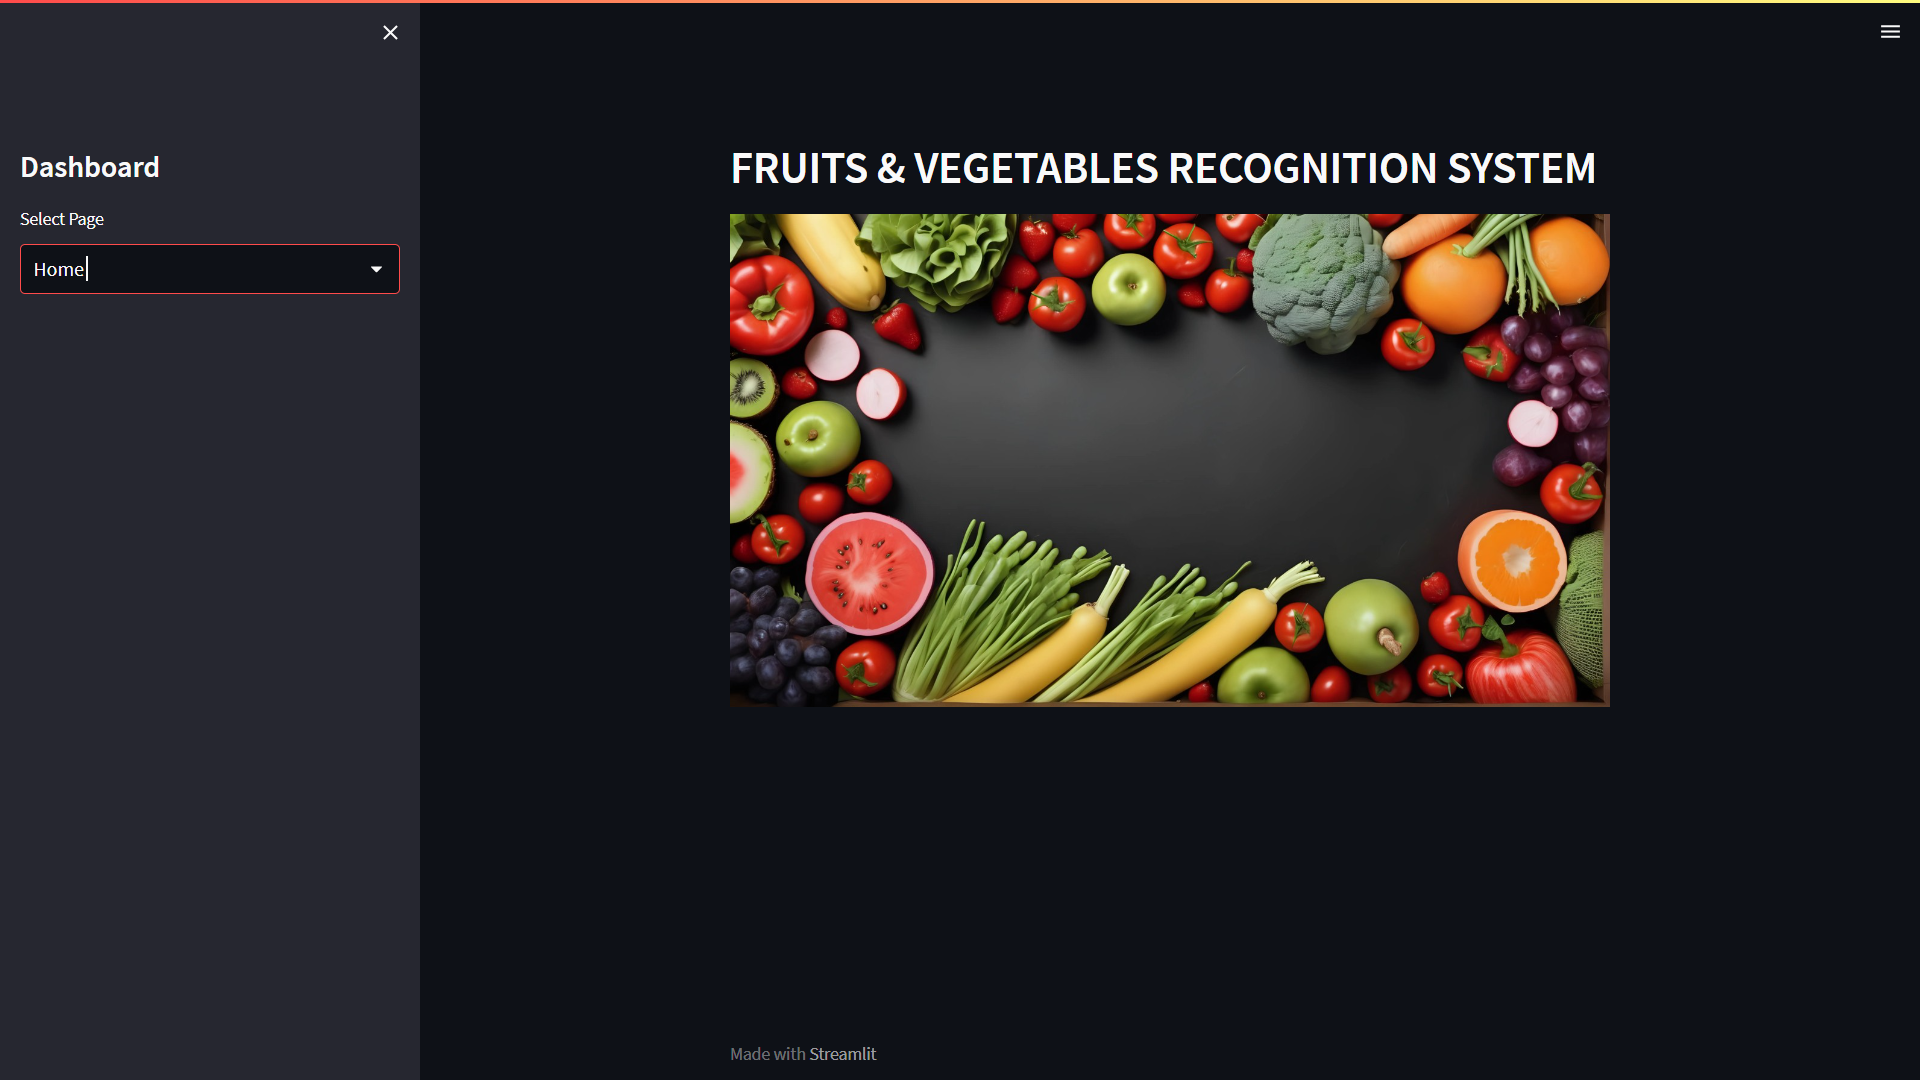 Dashboard
Select Page
Home
FRUITS & VEGETABLES RECOGNITION SYSTEM
Made with Streamlit